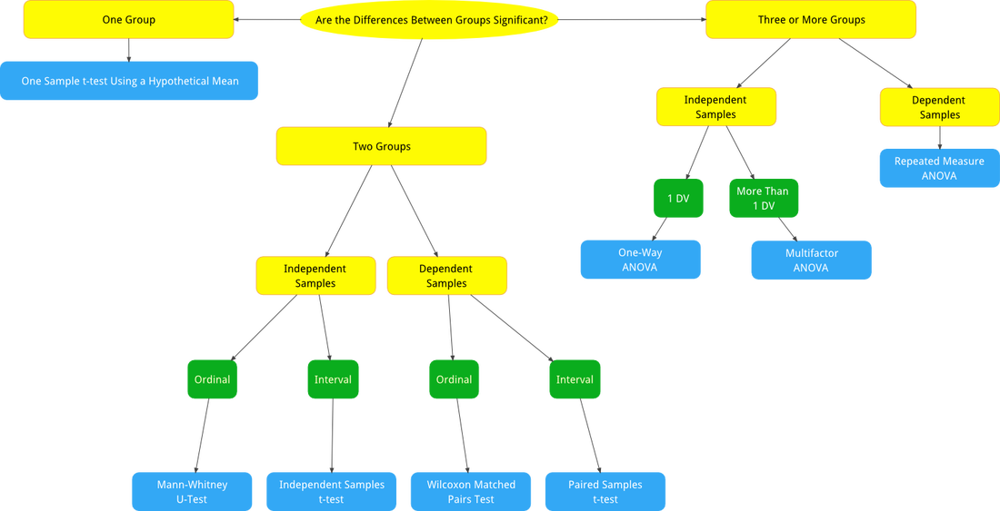 One Group
Are the Differences Between Groups Significant?
Three or More Groups
One Sample t-test Using a Hypothetical Mean
Independent
Samples
Dependent
Samples
Two Groups
Repeated Measure
ANOVA
1 DV
More Than
1 DV
One-Way
ANOVA
Multifactor
ANOVA
Independent
Samples
Dependent
Samples
Ordinal
Interval
Ordinal
Interval
Mann-Whitney
U-Test
Independent Samples
t-test
Wilcoxon Matched
Pairs Test
Paired Samples
t-test